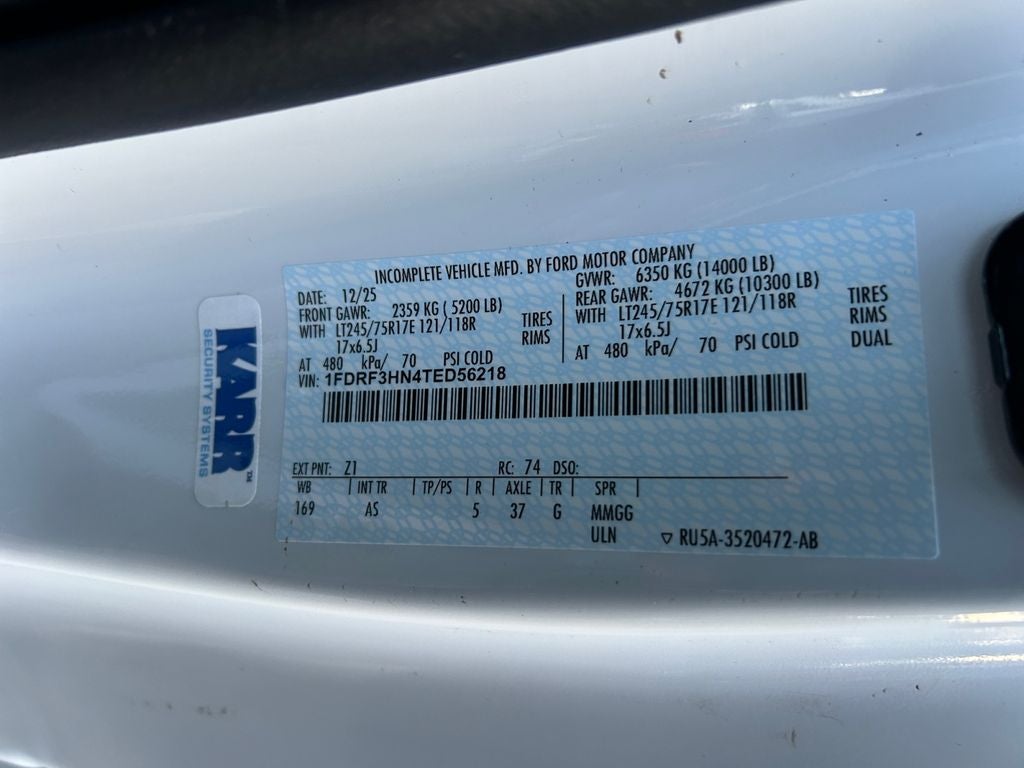 INCOMPLETE VEHICLE MFD. BY FORD MOTOR COMPANY
DATE: 12/25
GVWR: 6350 KG (14000 LB)
FRONT GAWR: 2359 KG ( 5200 LB)
REAR GAWR: 4672 KG (10300 LB)
WITH LT245/75R17E 121/118R TIRES
WITH LT245/75R17E 121/118R TIRES
17x6.5J RIMS
17x6.5J RIMS
AT 480 kPa/ 70 PSI COLD
AT 480 kPa/ 70 PSI COLD DUAL
VIN: 1FDRF3HN4TED56218
EXT PNT: Z1 RC: 74 DSO:
WB INT TR TP/PS R AXLE TR SPR
169 AS 5 37 G MMGG
ULN ▽ RU5A-3520472-AB
KARR™
SECURITY SYSTEMS